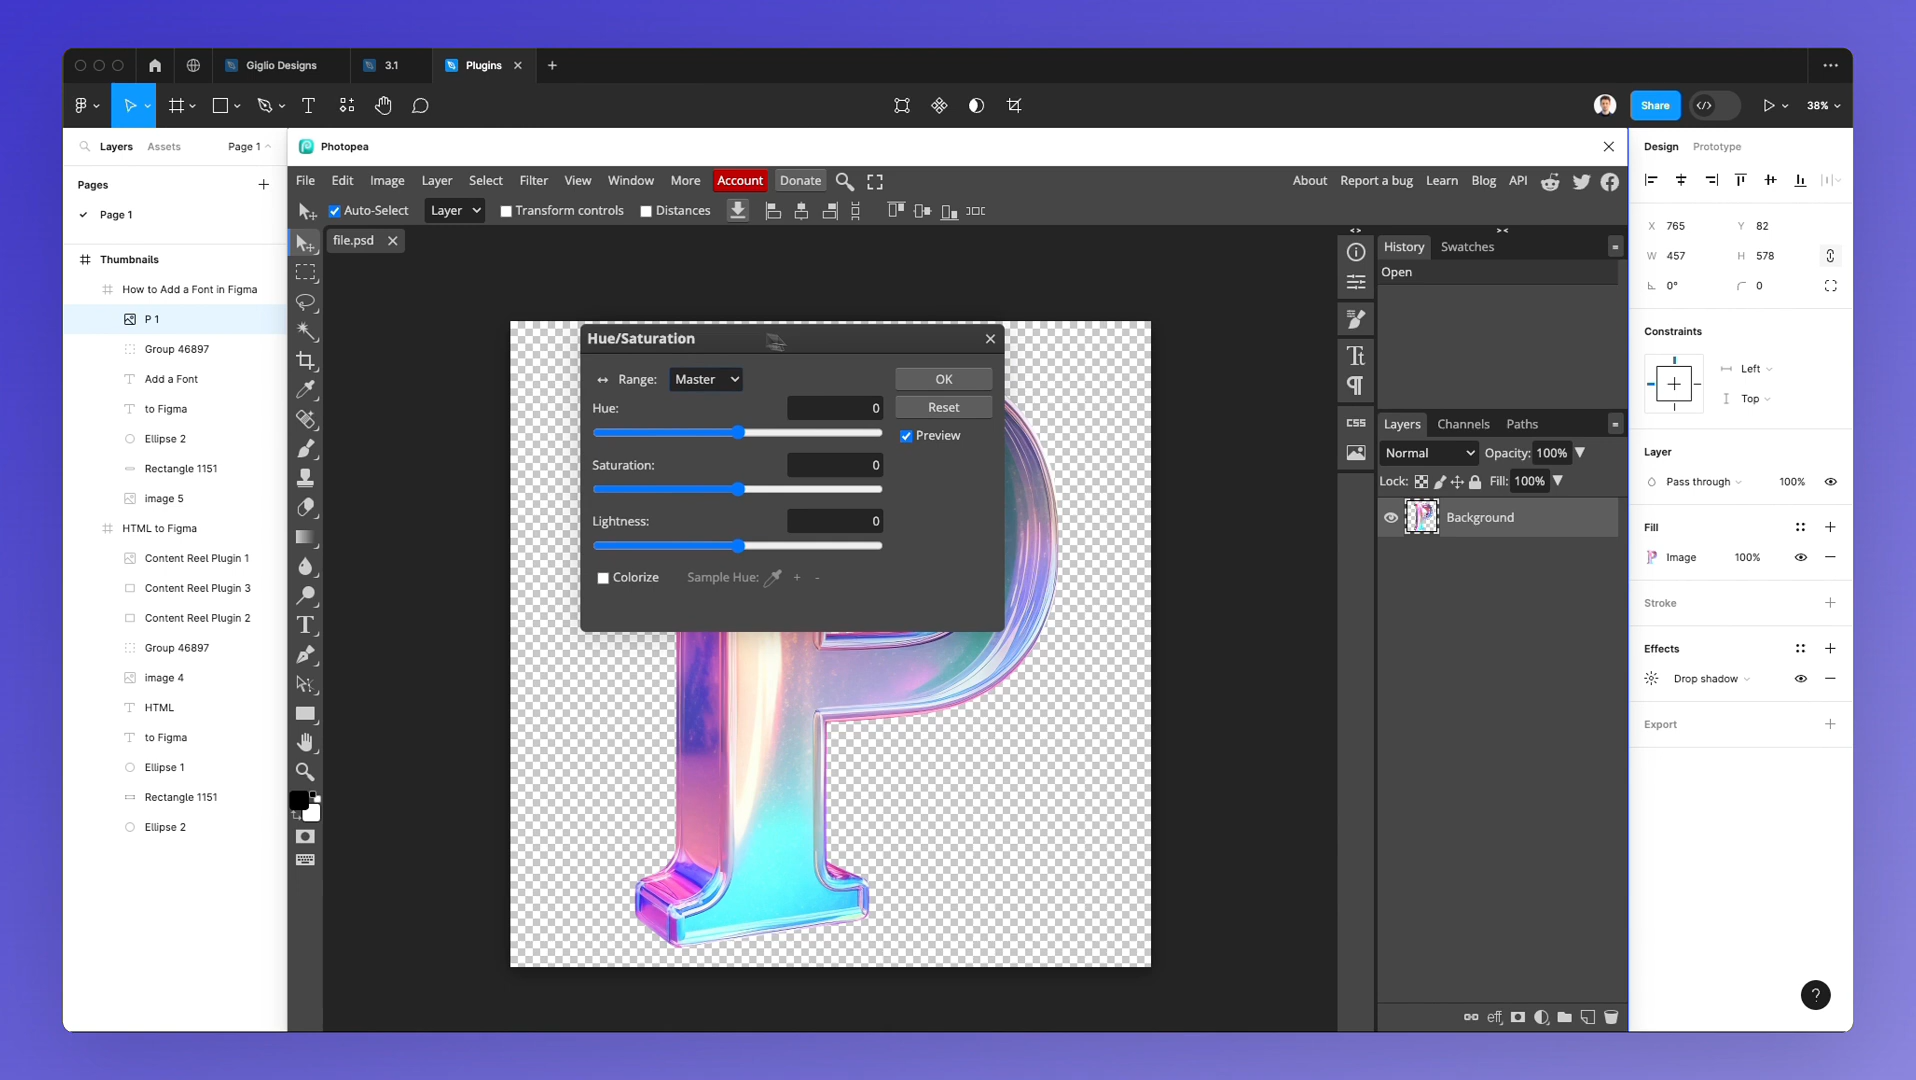 Giglio Designs
3.1
Plugins
Share
38%
Layers
Assets
Page 1
Pages
Page 1
Thumbnails
How to Add a Font in Figma
P 1
Group 46897
Add a Font
to Figma
Ellipse 2
Rectangle 1151
image 5
HTML to Figma
Content Reel Plugin 1
Content Reel Plugin 3
Content Reel Plugin 2
Group 46897
image 4
HTML
to Figma
Ellipse 1
Rectangle 1151
Ellipse 2
Photopea
File Edit Image Layer Select Filter View Window More Account Donate
About Report a bug Learn Blog API
Auto-Select Layer Transform controls Distances
file.psd
Hue/Saturation
Range: Master
OK
Hue: 0
Reset
Preview
Saturation: 0
Lightness: 0
Colorize Sample Hue: + -
CSS
History Swatches
Open
Layers Channels Paths
Normal Opacity: 100%
Lock: Fill: 100%
Background
eff
Design Prototype
X 765 Y 82
W 457 H 578
0° 0
Constraints
Left
Top
Layer
Pass through 100%
Fill
Image 100%
Stroke
Effects
Drop shadow
Export
?